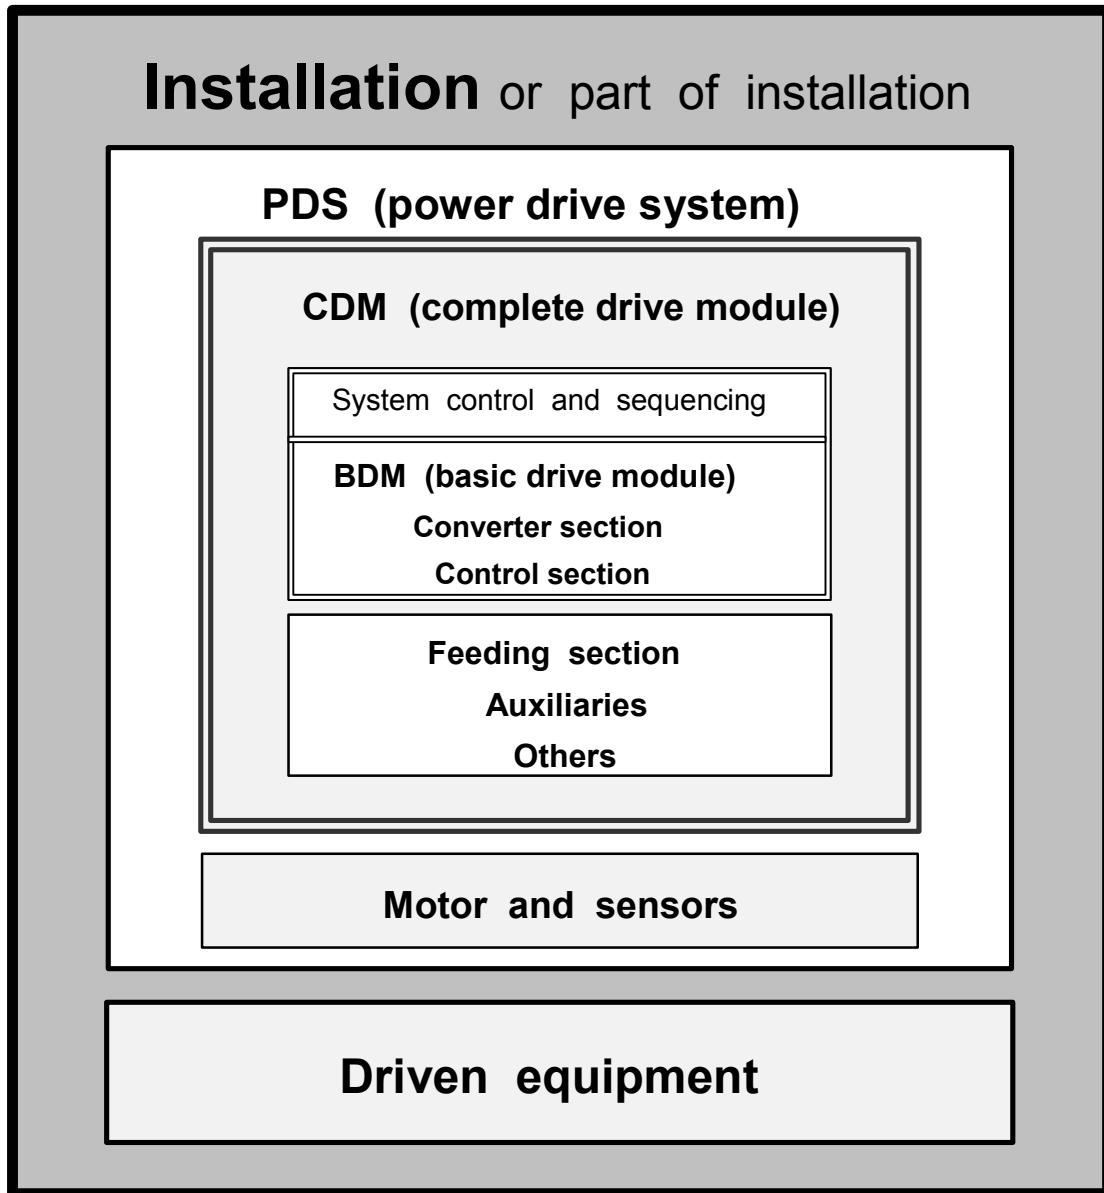 Installation or part of installation
PDS (power drive system)
CDM (complete drive module)
System control and sequencing
BDM (basic drive module)
Converter section
Control section
Feeding section
Auxiliaries
Others
Motor and sensors
Driven equipment